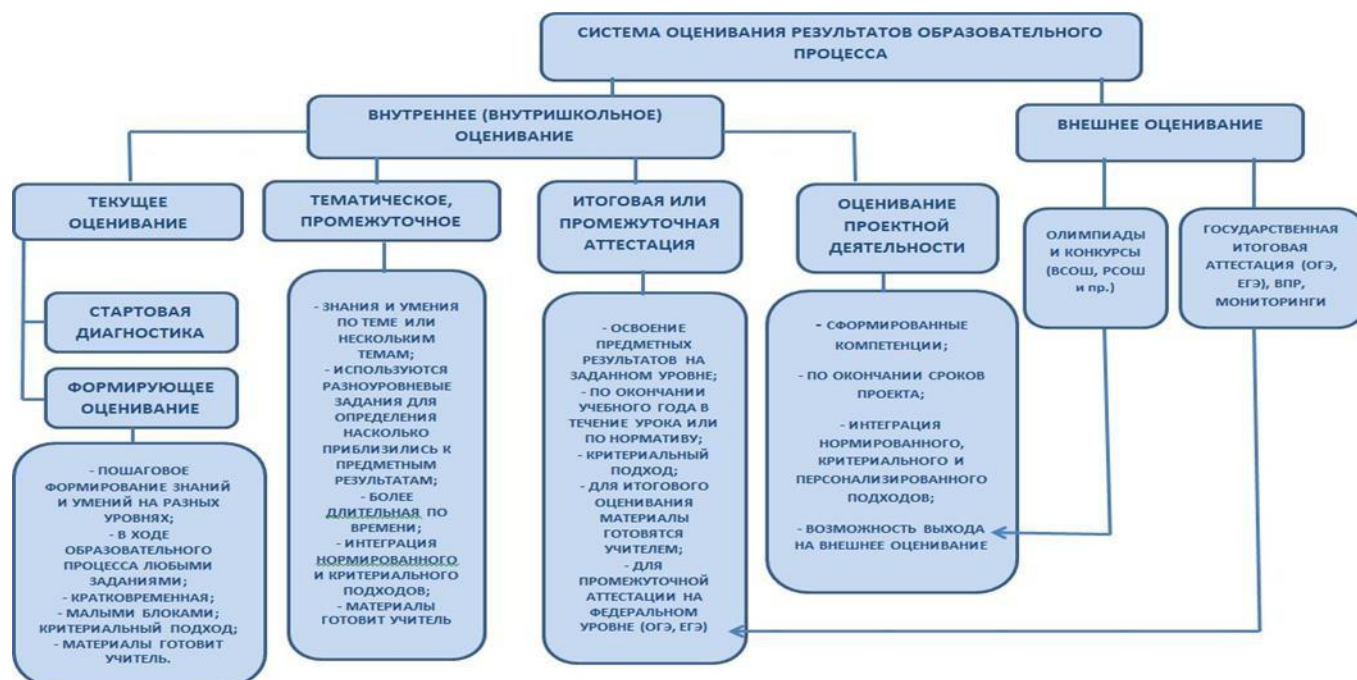 СИСТЕМА ОЦЕНИВАНИЯ РЕЗУЛЬТАТОВ ОБРАЗОВАТЕЛЬНОГО
ПРОЦЕССА
ВНУТРЕННЕЕ (ВНУТРИШКОЛЬНОЕ)
ОЦЕНИВАНИЕ
ВНЕШНЕЕ ОЦЕНИВАНИЕ
ТЕКУЩЕЕ
ОЦЕНИВАНИЕ
ТЕМАТИЧЕСКОЕ,
ПРОМЕЖУТОЧНОЕ
ИТОГОВАЯ ИЛИ
ПРОМЕЖУТОЧНАЯ
АТТЕСТАЦИЯ
ОЦЕНИВАНИЕ
ПРОЕКТНОЙ
ДЕЯТЕЛЬНОСТИ
ОЛИМПИАДЫ
И КОНКУРСЫ
(ВСОШ, РСОШ
и пр.)
ГОСУДАРСТВЕННАЯ
ИТОГОВАЯ
АТТЕСТАЦИЯ (ОГЭ,
ЕГЭ), ВПР,
МОНИТОРИНГИ
СТАРТОВАЯ
ДИАГНОСТИКА
ФОРМИРУЮЩЕЕ
ОЦЕНИВАНИЕ
- ПОШАГОВОЕ
ФОРМИРОВАНИЕ ЗНАНИЙ
И УМЕНИЙ НА РАЗНЫХ
УРОВНЯХ;
- В ХОДЕ
ОБРАЗОВАТЕЛЬНОГО
ПРОЦЕССА ЛЮБЫМИ
ЗАДАНИЯМИ;
- КРАТКОВРЕМЕННАЯ;
- МАЛЫМИ БЛОКАМИ;
КРИТЕРИАЛЬНЫЙ ПОДХОД;
- МАТЕРИАЛЫ ГОТОВИТ
УЧИТЕЛЬ.
- ЗНАНИЯ И УМЕНИЯ
ПО ТЕМЕ ИЛИ
НЕСКОЛЬКИМ
ТЕМАМ;
- ИСПОЛЬЗУЮТСЯ
РАЗНОУРОВНЕВЫЕ
ЗАДАНИЯ ДЛЯ
ОПРЕДЕЛЕНИЯ
НАСКОЛЬКО
ПРИБЛИЗИЛИСЬ К
ПРЕДМЕТНЫМ
РЕЗУЛЬТАТАМ;
- БОЛЕЕ
ДЛИТЕЛЬНАЯ ПО
ВРЕМЕНИ;
- ИНТЕГРАЦИЯ
НОРМИРОВАННОГО
И КРИТЕРИАЛЬНОГО
ПОДХОДОВ;
- МАТЕРИАЛЫ
ГОТОВИТ УЧИТЕЛЬ
- ОСВОЕНИЕ
ПРЕДМЕТНЫХ
РЕЗУЛЬТАТОВ НА
ЗАДАННОМ УРОВНЕ;
- ПО ОКОНЧАНИИ
УЧЕБНОГО ГОДА В
ТЕЧЕНИЕ УРОКА ИЛИ
ПО НОРМАТИВУ;
- КРИТЕРИАЛЬНЫЙ
ПОДХОД;
- ДЛЯ ИТОГОВОГО
ОЦЕНИВАНИЯ
МАТЕРИАЛЫ
ГОТОВЯТСЯ
УЧИТЕЛЕМ;
- ДЛЯ
ПРОМЕЖУТОЧНОЙ
АТТЕСТАЦИИ НА
ФЕДЕРАЛЬНОМ
УРОВНЕ (ОГЭ, ЕГЭ)
- СФОРМИРОВАННЫЕ
КОМПЕТЕНЦИИ;
- ПО ОКОНЧАНИИ СРОКОВ
ПРОЕКТА;
- ИНТЕГРАЦИЯ
НОРМИРОВАННОГО,
КРИТЕРИАЛЬНОГО И
ПЕРСОНАЛИЗИРОВАННОГО
ПОДХОДОВ;
- ВОЗМОЖНОСТЬ ВЫХОДА
НА ВНЕШНЕЕ ОЦЕНИВАНИЕ